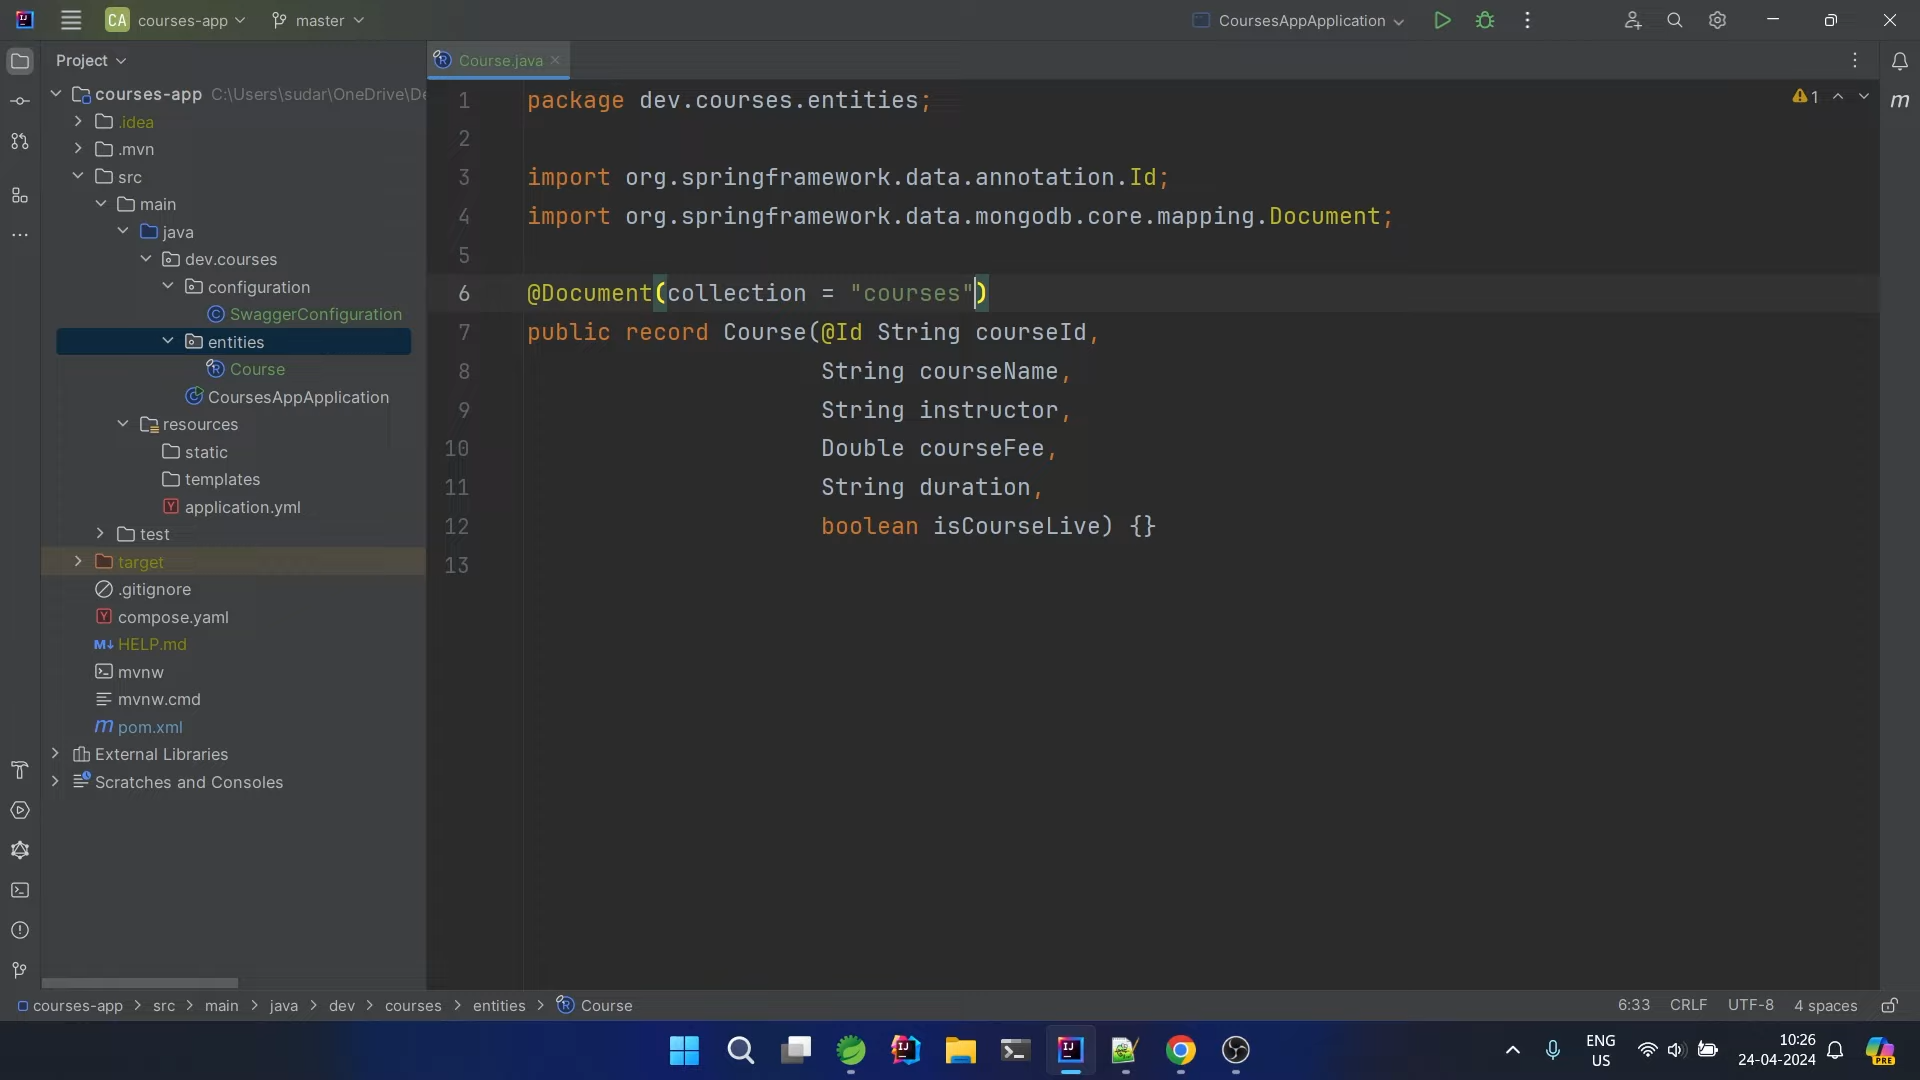 CA courses-app master CoursesAppApplication
Project
Course.java
courses-app C:\Users\sudar\OneDrive\De
.idea
.mvn
src
main
java
dev.courses
configuration
SwaggerConfiguration
entities
Course
CoursesAppApplication
resources
static
templates
application.yml
test
target
.gitignore
compose.yaml
M↓ HELP.md
mvnw
mvnw.cmd
m pom.xml
External Libraries
Scratches and Consoles
1 package dev.courses.entities;
2
3 import org.springframework.data.annotation.Id;
4 import org.springframework.data.mongodb.core.mapping.Document;
5
6 @Document(collection = "courses")
7 public record Course(@Id String courseId,
8 String courseName,
9 String instructor,
10 Double courseFee,
11 String duration,
12 boolean isCourseLive) {}
13
1
m
courses-app > src > main > java > dev > courses > entities > Course
6:33 CRLF UTF-8 4 spaces
ENG
US
10:26
24-04-2024
PRE